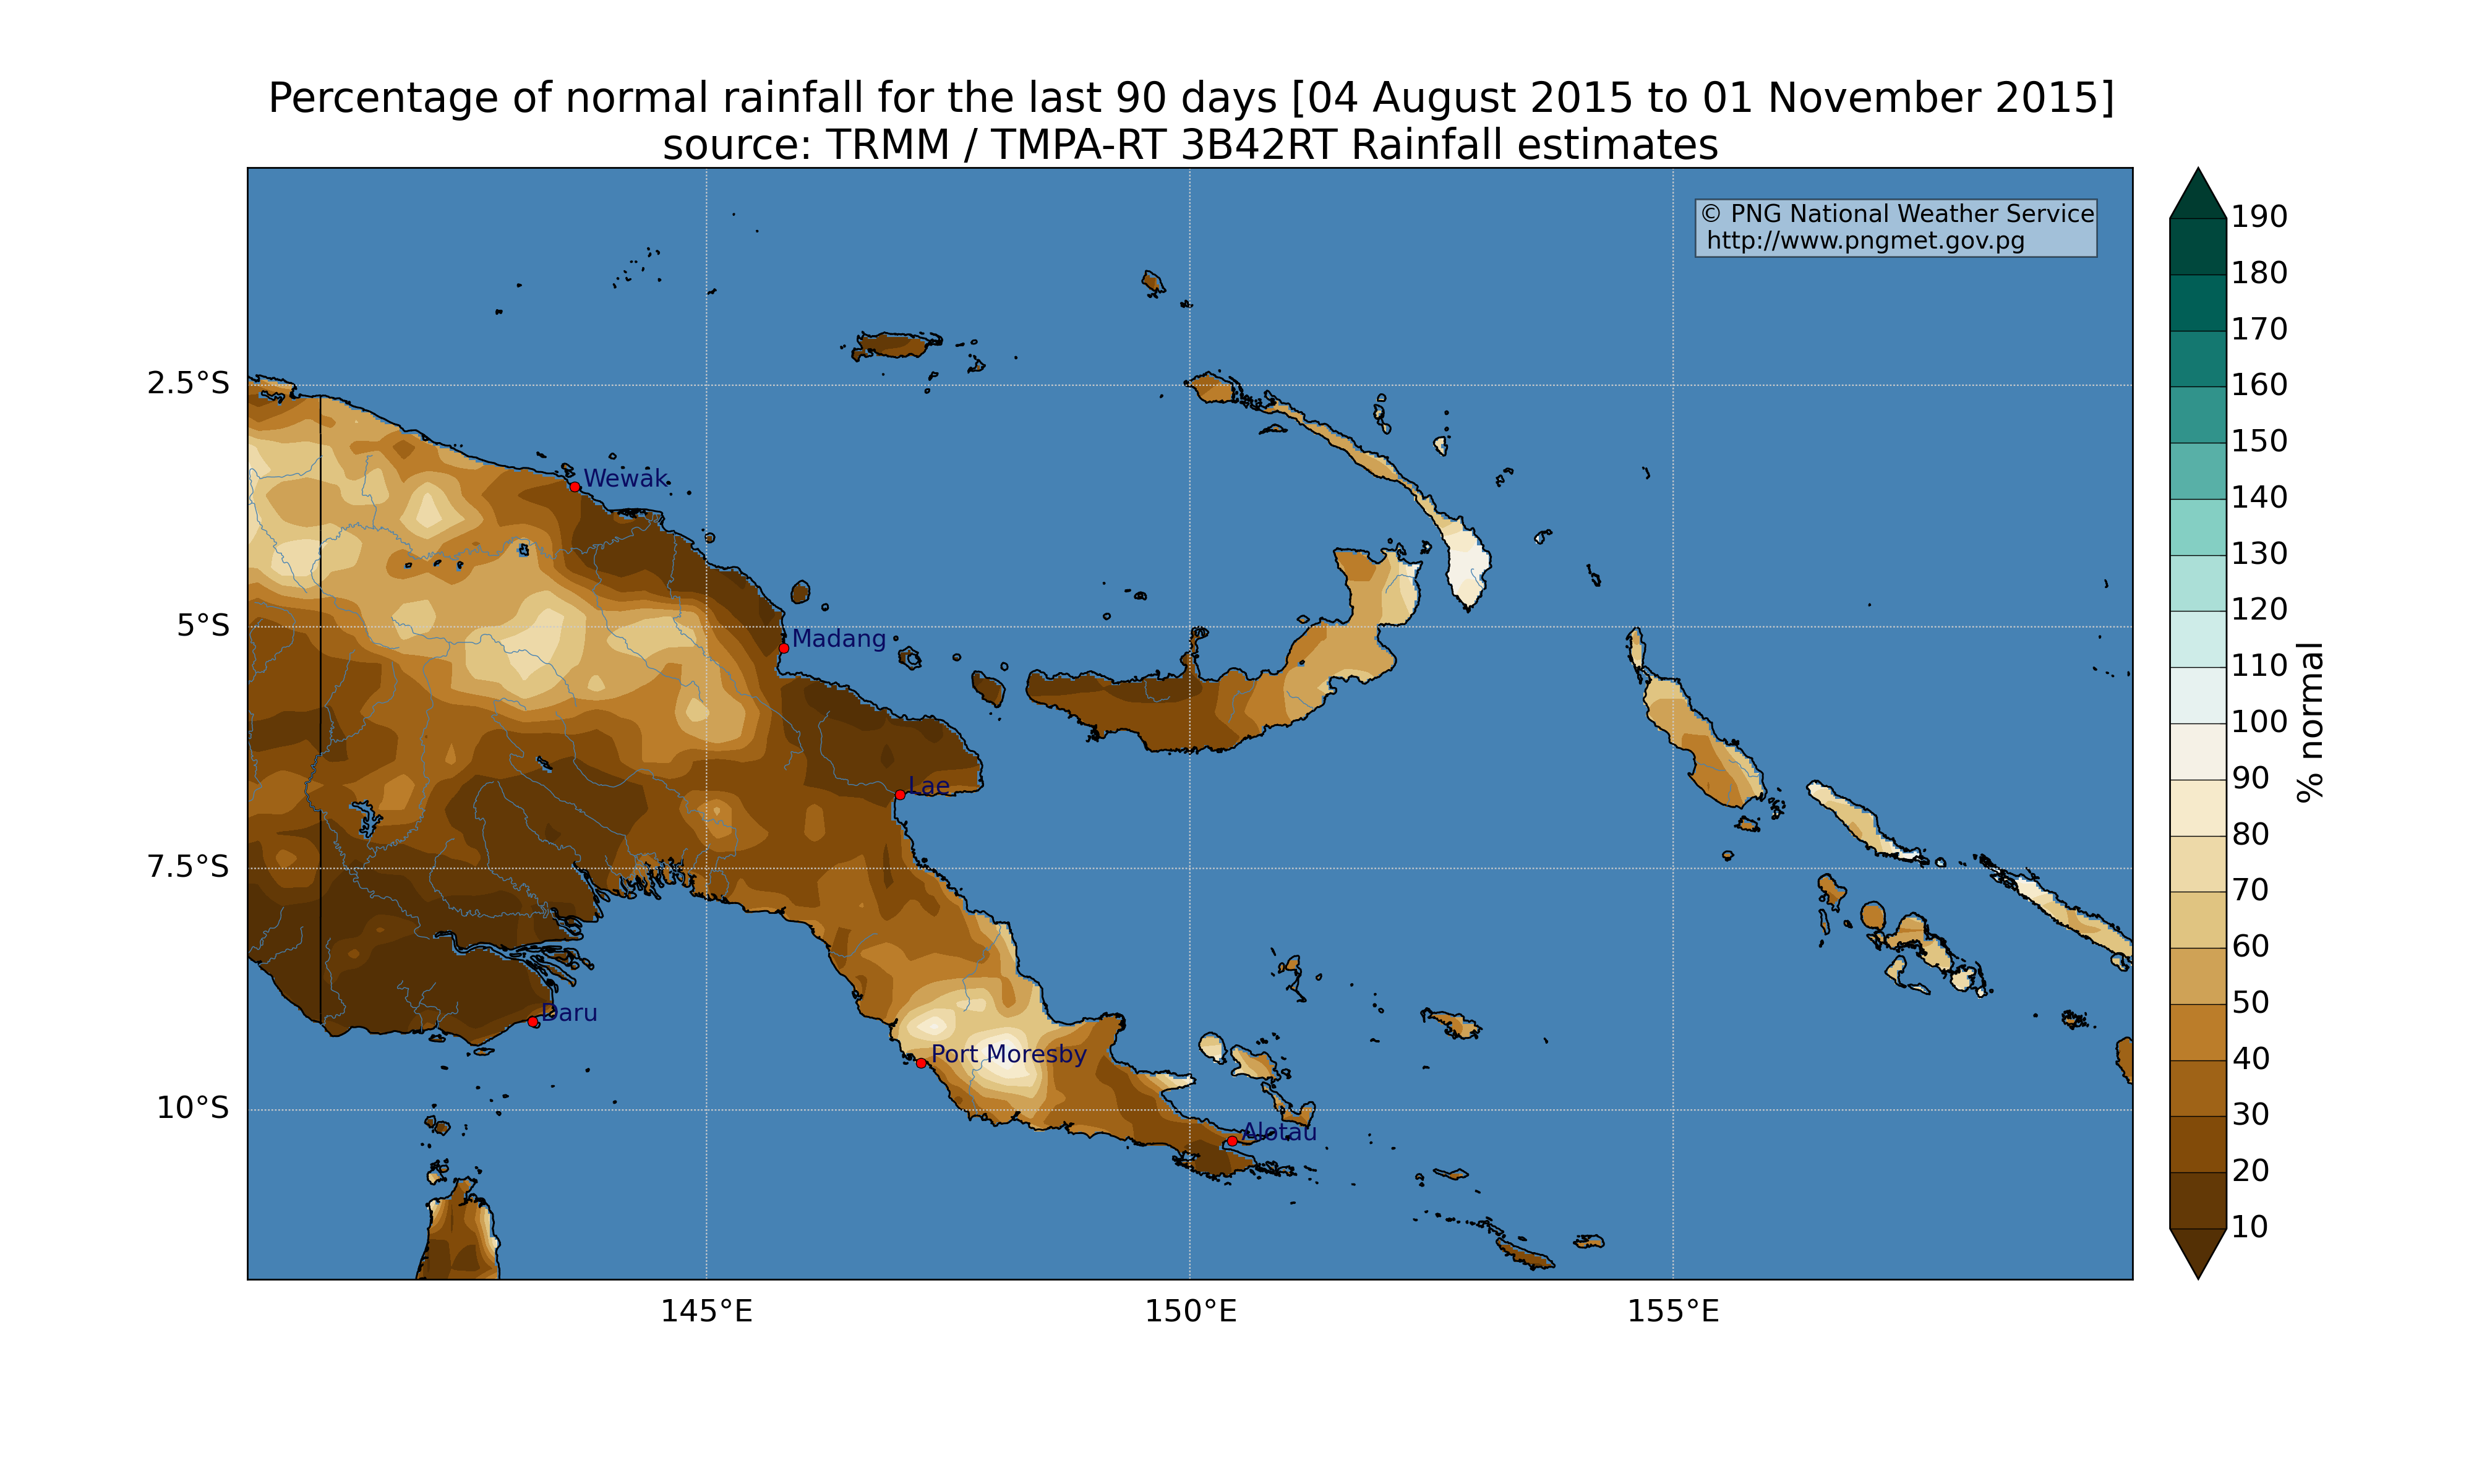 Percentage of normal rainfall for the last 90 days [04 August 2015 to 01 November 2015]
source: TRMM / TMPA-RT 3B42RT Rainfall estimates
© PNG National Weather Service
http://www.pngmet.gov.pg
190
180
170
160
150
140
130
120
110
100
90
80
70
60
50
40
30
20
10
% normal
2.5°S
5°S
7.5°S
10°S
Wewak
Madang
Lae
Daru
Port Moresby
Alotau
145°E
150°E
155°E